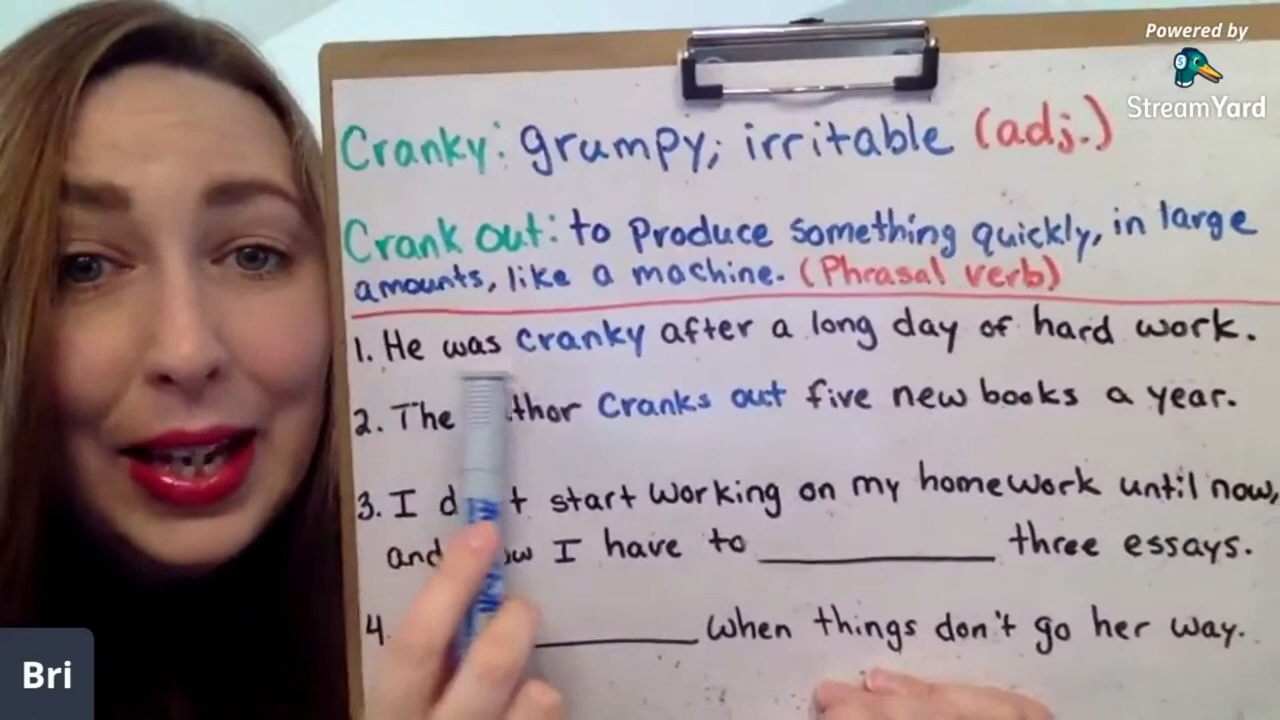 Powered by
StreamYard
Cranky: grumpy; irritable (adj.)
Crank out: to produce something quickly, in large
amounts, like a machine. (Phrasal verb)
1. He was cranky after a long day of hard work.
2. The thor cranks out five new books a year.
3. I d t start working on my homework until now,
and ow I have to three essays.
4. when things don't go her way.
Bri